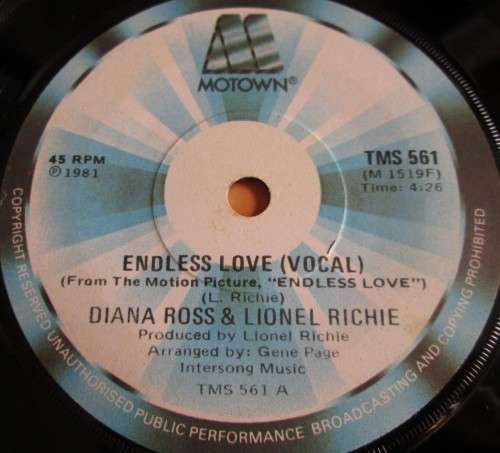 MOTOWN®
45 RPM
℗ 1981
TMS 561
(M 1519F)
Time: 4:26
ENDLESS LOVE (VOCAL)
(From The Motion Picture, "ENDLESS LOVE")
(L. Richie)
DIANA ROSS & LIONEL RICHIE
Produced by Lionel Richie
Arranged by: Gene Page
Intersong Music
TMS 561 A
COPYRIGHT RESERVED UNAUTHORISED PUBLIC PERFORMANCE BROADCASTING AND COPYING PROHIBITED